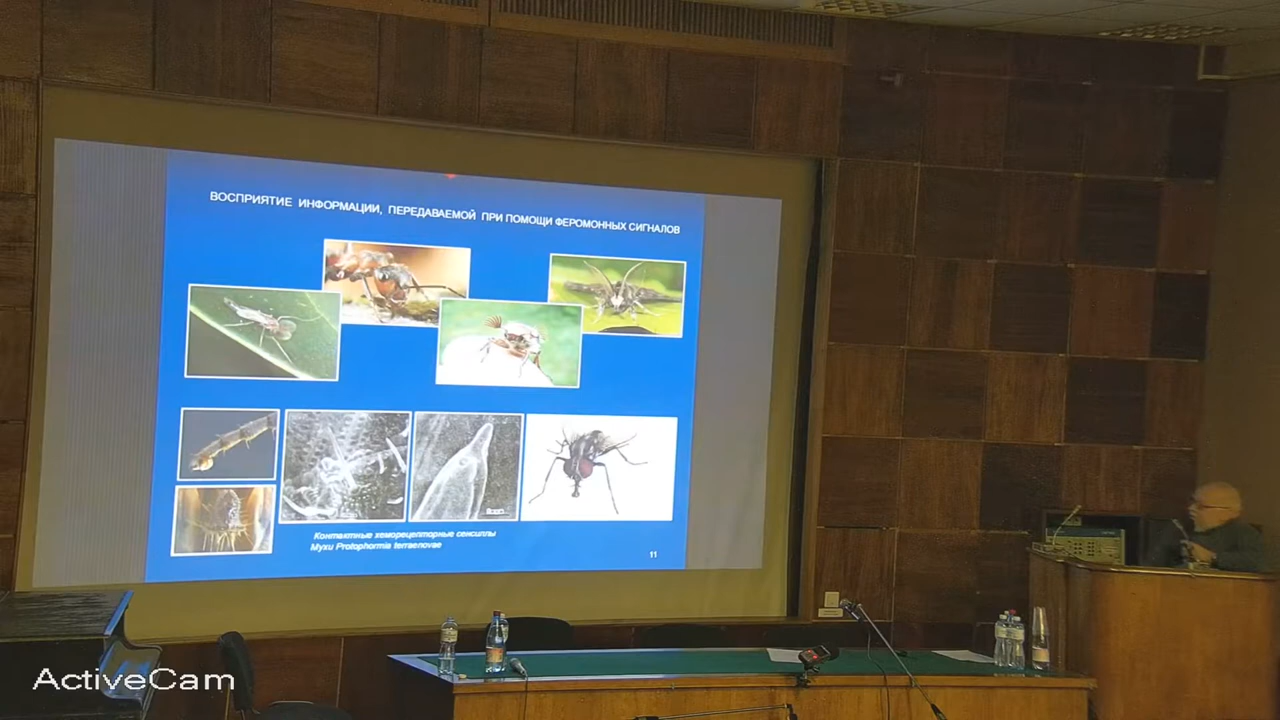 ВОСПРИЯТИЕ ИНФОРМАЦИИ, ПЕРЕДАВАЕМОЙ ПРИ ПОМОЩИ ФЕРОМОННЫХ СИГНАЛОВ
Контактные хеморецепторные сенсиллы
Мухи Protophormia terraenovae
11
ActiveCam